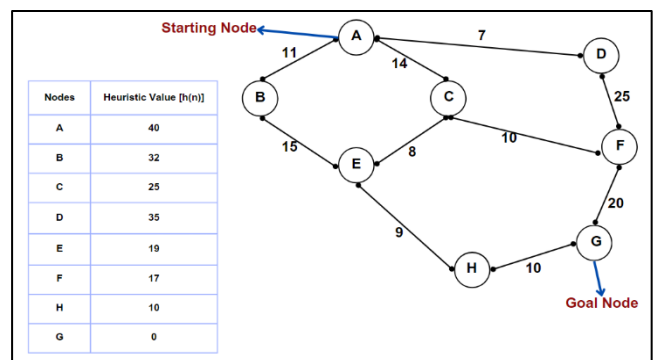 Starting Node
A
7
D
11
14
25
Nodes Heuristic Value [h(n)]
A 40
B 32
C 25
D 35
E 19
F 17
H 10
G 0
B
C
10
F
15
8
E
20
9
G
H
10
Goal Node